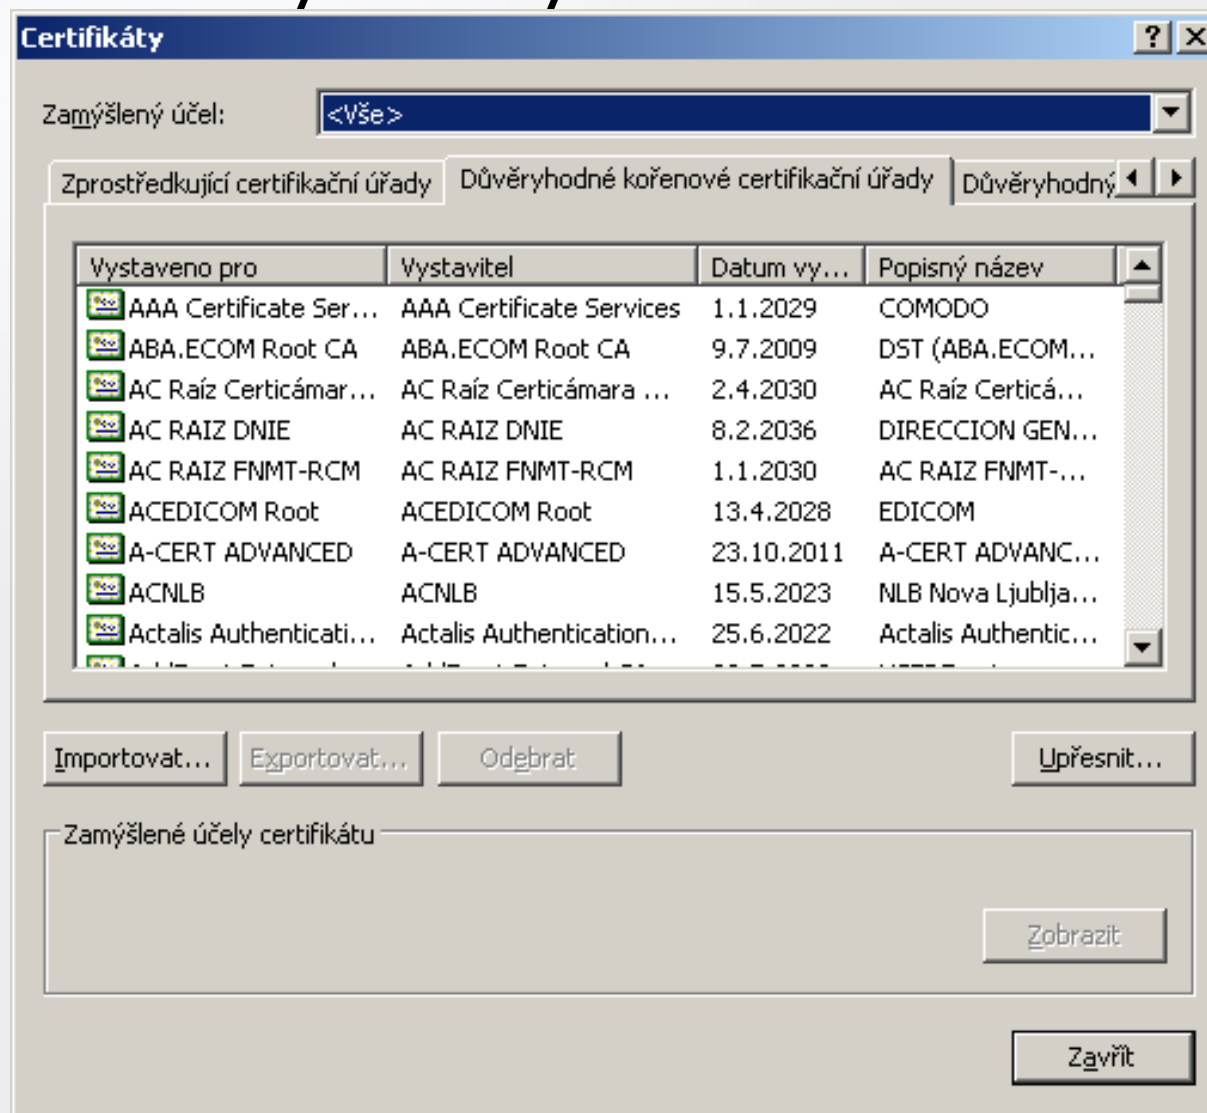 Certifikáty
Zamýšlený účel: <Vše>
Zprostředkující certifikační úřady Důvěryhodné kořenové certifikační úřady Důvěryhodný
Vystaveno pro Vystavitel Datum vy... Popisný název
AAA Certificate Ser... AAA Certificate Services 1.1.2029 COMODO
ABA.ECOM Root CA ABA.ECOM Root CA 9.7.2009 DST (ABA.ECOM...
AC Raíz Certicámar... AC Raíz Certicámara ... 2.4.2030 AC Raíz Certicá...
AC RAIZ DNIE AC RAIZ DNIE 8.2.2036 DIRECCION GEN...
AC RAIZ FNMT-RCM AC RAIZ FNMT-RCM 1.1.2030 AC RAIZ FNMT-...
ACEDICOM Root ACEDICOM Root 13.4.2028 EDICOM
A-CERT ADVANCED A-CERT ADVANCED 23.10.2011 A-CERT ADVANC...
ACNLB ACNLB 15.5.2023 NLB Nova Ljublja...
Actalis Authenticati... Actalis Authentication... 25.6.2022 Actalis Authentic...
Importovat... Exportovat... Odebrat Upřesnit...
Zamýšlené účely certifikátu
Zobrazit
Zavřít